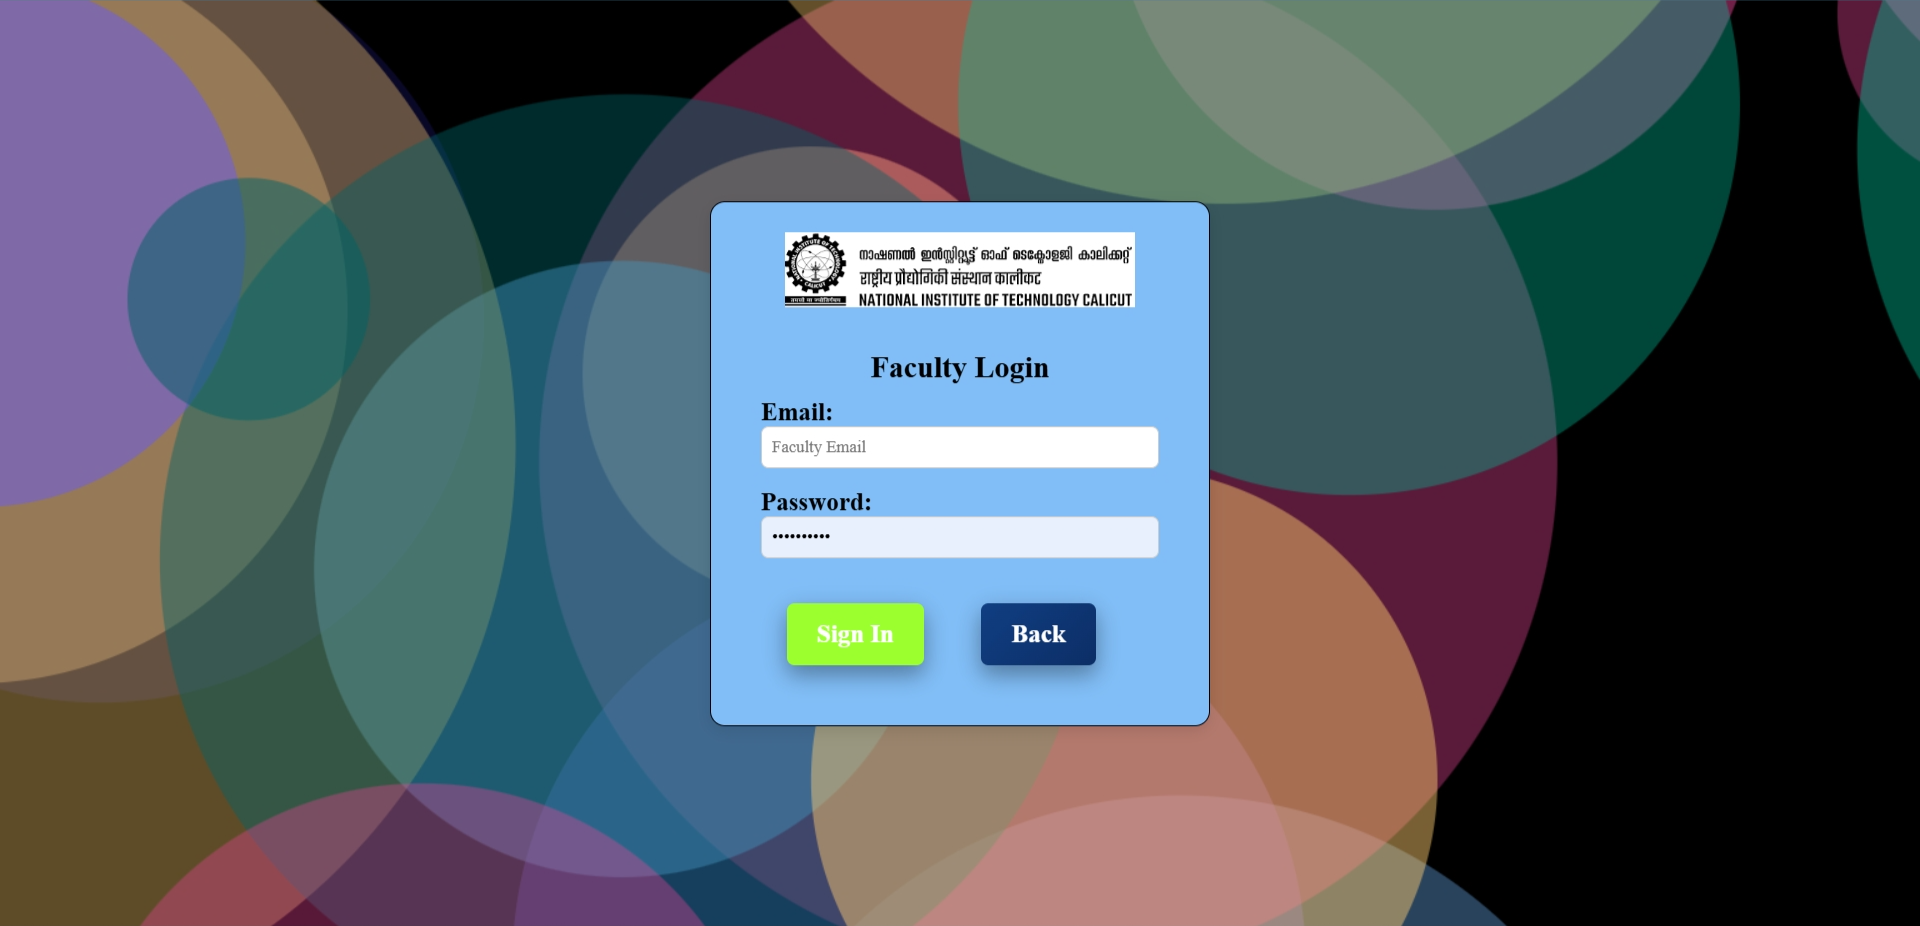 നാഷണൽ ഇൻസ്റ്റിറ്റ്യൂട്ട് ഓഫ് ടെക്നോളജി കാലിക്കറ്റ്
राष्ट्रीय प्रौद्योगिकी संस्थान कालीकट
NATIONAL INSTITUTE OF TECHNOLOGY CALICUT
Faculty Login
Email:
Faculty Email
Password:
••••••••••
Sign In
Back